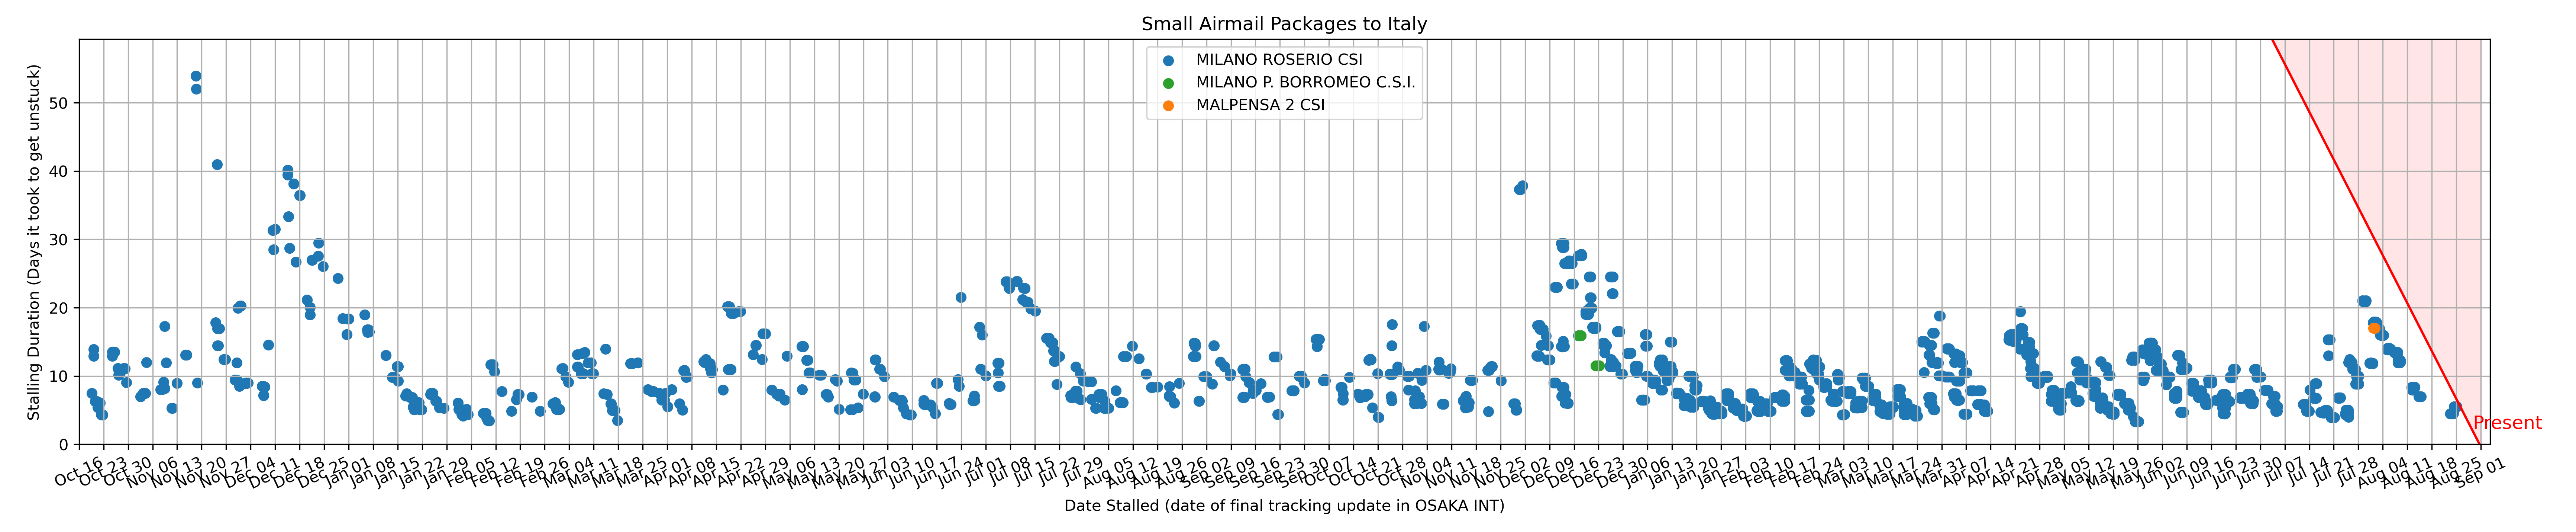 Small Airmail Packages to Italy
MILANO ROSERIO CSI
MILANO P. BORROMEO C.S.I.
MALPENSA 2 CSI
Stalling Duration (Days it took to get unstuck)
50
40
30
20
10
0
Present
Oct 16 Oct 23 Oct 30 Nov 06 Nov 13 Nov 20 Nov 27 Dec 04 Dec 11 Dec 18 Dec 25 Jan 01 Jan 08 Jan 15 Jan 22 Jan 29 Feb 05 Feb 12 Feb 19 Feb 26 Mar 04 Mar 11 Mar 18 Mar 25 Apr 01 Apr 08 Apr 15 Apr 22 Apr 29 May 06 May 13 May 20 May 27 Jun 03 Jun 10 Jun 17 Jun 24 Jul 01 Jul 08 Jul 15 Jul 22 Jul 29 Aug 05 Aug 12 Aug 19 Aug 26 Sep 02 Sep 09 Sep 16 Sep 23 Sep 30 Oct 07 Oct 14 Oct 21 Oct 28 Nov 04 Nov 11 Nov 18 Nov 25 Dec 02 Dec 09 Dec 16 Dec 23 Dec 30 Jan 06 Jan 13 Jan 20 Jan 27 Feb 03 Feb 10 Feb 17 Feb 24 Mar 03 Mar 10 Mar 17 Mar 24 Mar 31 Apr 07 Apr 14 Apr 21 Apr 28 May 05 May 12 May 19 May 26 Jun 02 Jun 09 Jun 16 Jun 23 Jun 30 Jul 07 Jul 14 Jul 21 Jul 28 Aug 04 Aug 11 Aug 18 Aug 25 Sep 01
Date Stalled (date of final tracking update in OSAKA INT)